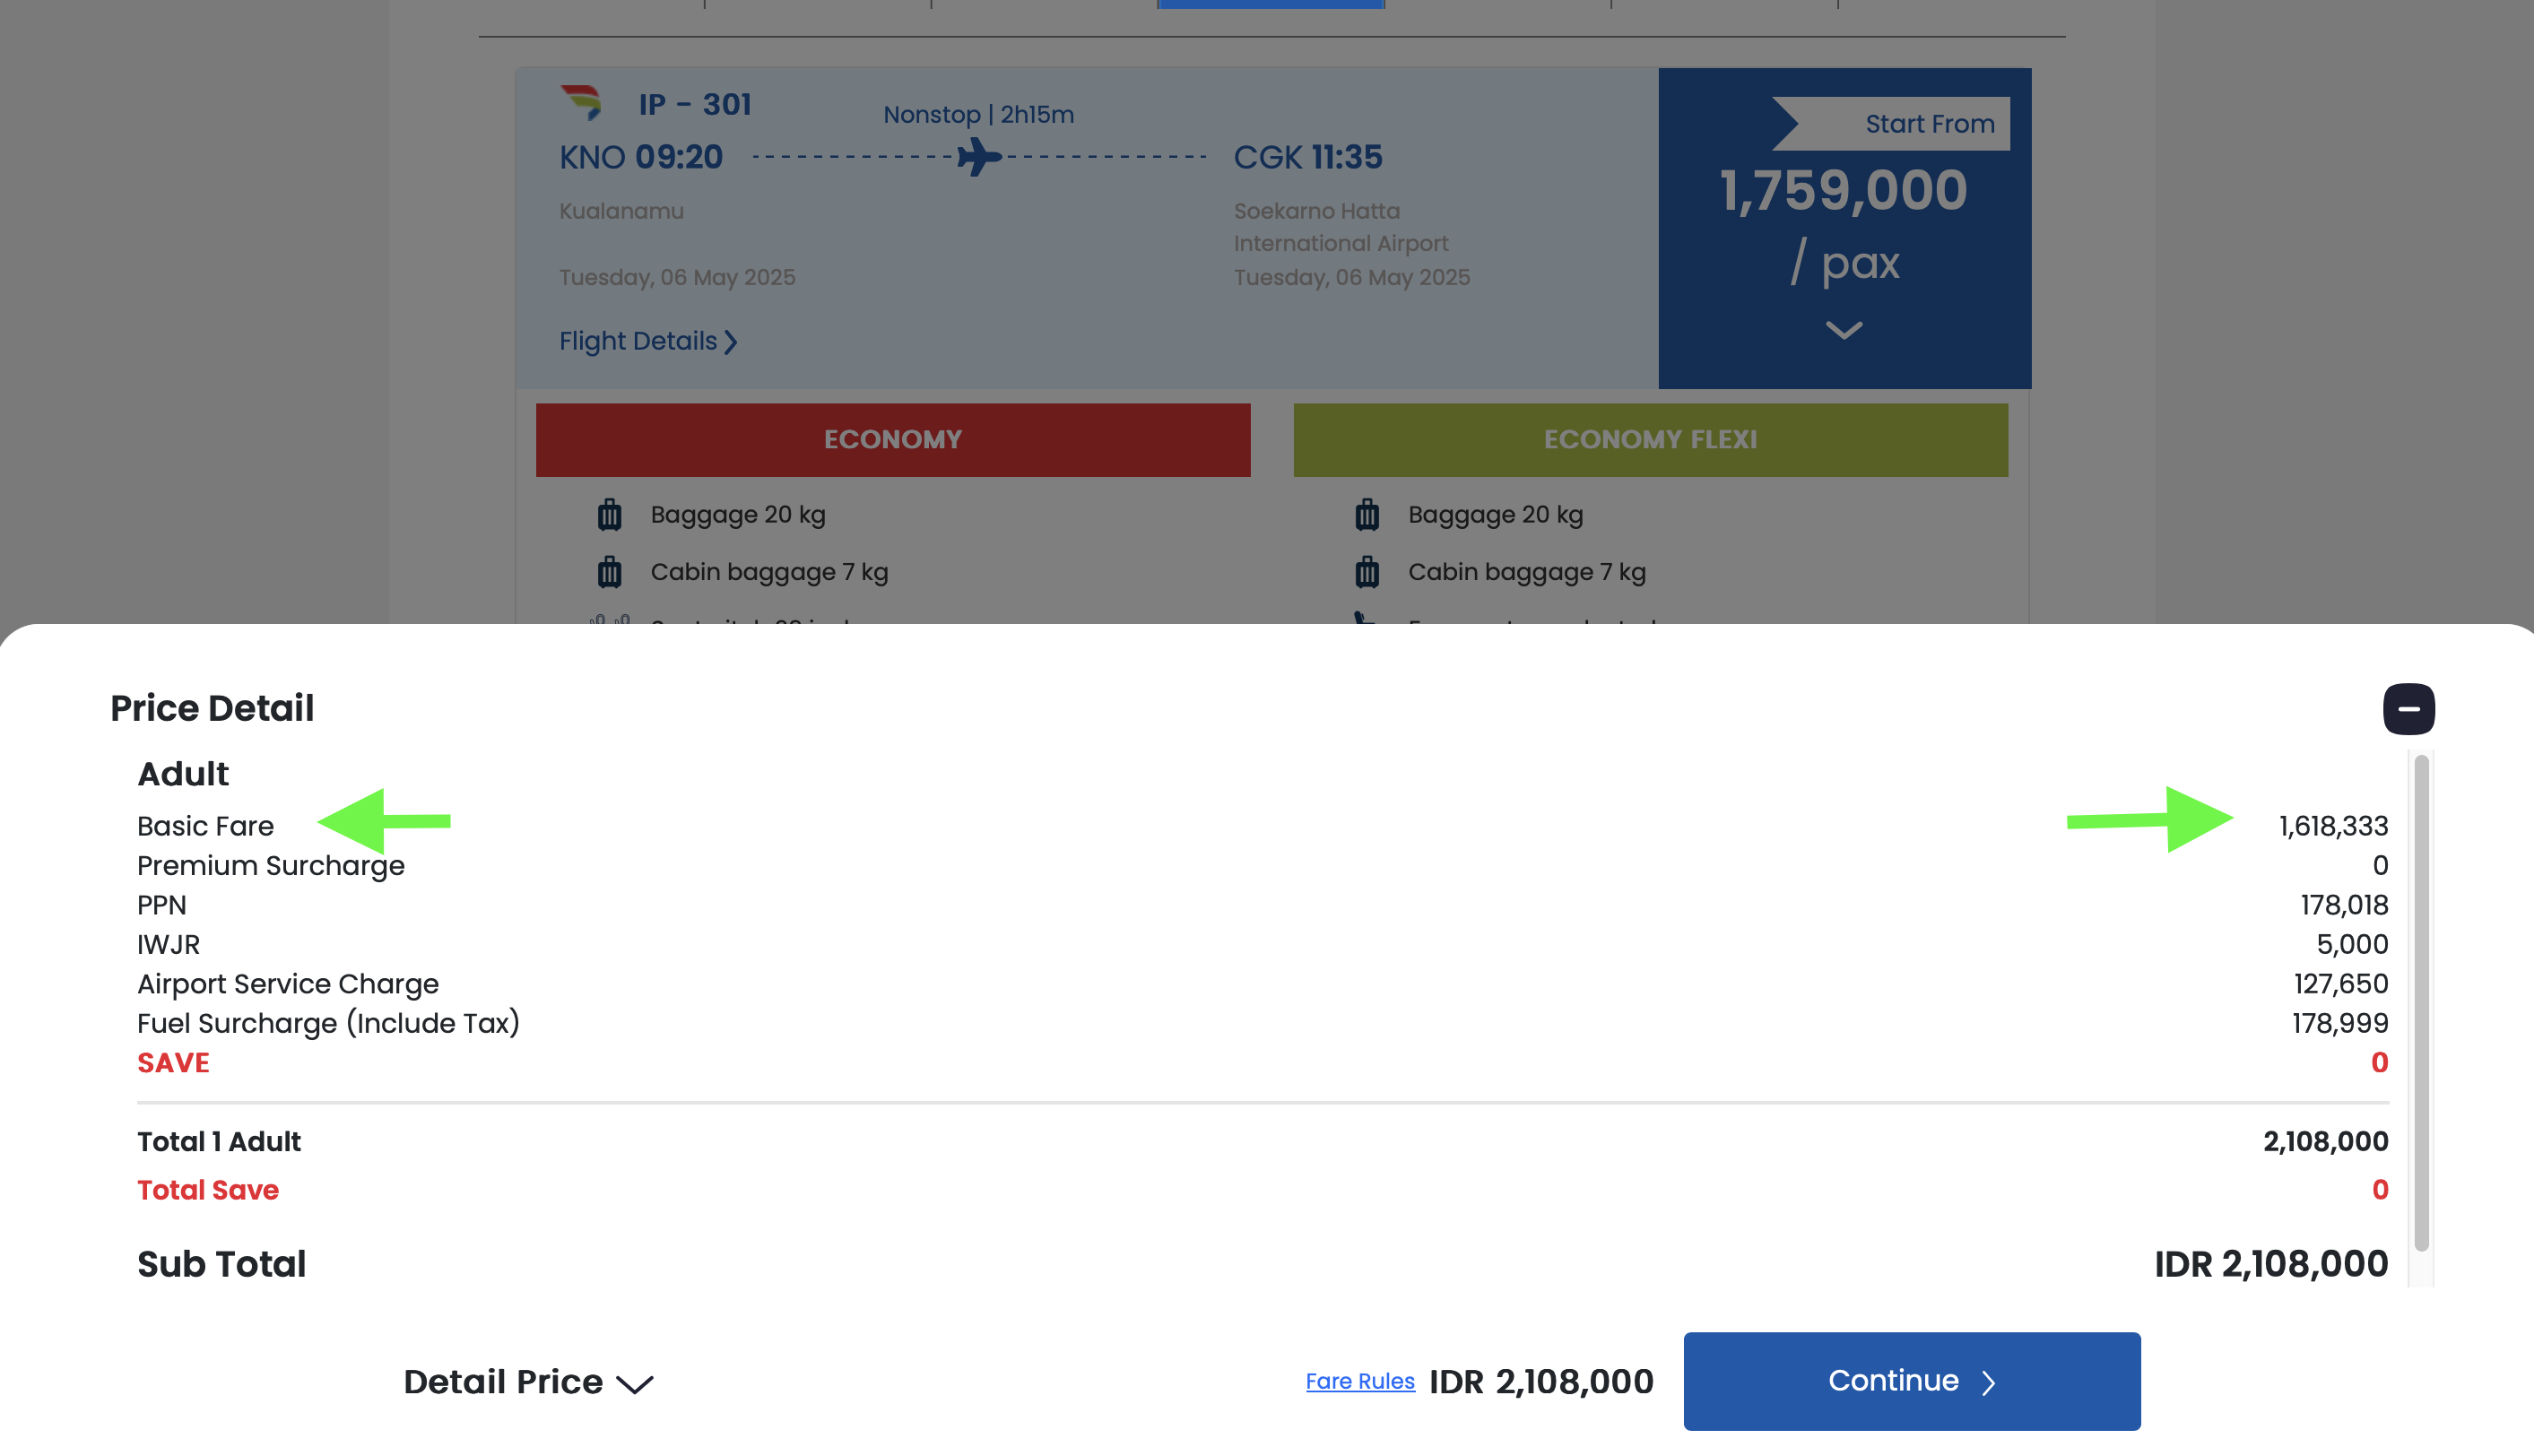 IP - 301
Nonstop | 2h15m
KNO 09:20
CGK 11:35
Kualanamu
Soekarno Hatta
International Airport
Tuesday, 06 May 2025
Tuesday, 06 May 2025
Flight Details
Start From
1,759,000
/ pax
ECONOMY
ECONOMY FLEXI
Baggage 20 kg
Baggage 20 kg
Cabin baggage 7 kg
Cabin baggage 7 kg
Price Detail
Adult
Basic Fare 1,618,333
Premium Surcharge 0
PPN 178,018
IWJR 5,000
Airport Service Charge 127,650
Fuel Surcharge (Include Tax) 178,999
SAVE 0
Total 1 Adult 2,108,000
Total Save 0
Sub Total IDR 2,108,000
Detail Price Fare Rules IDR 2,108,000 Continue